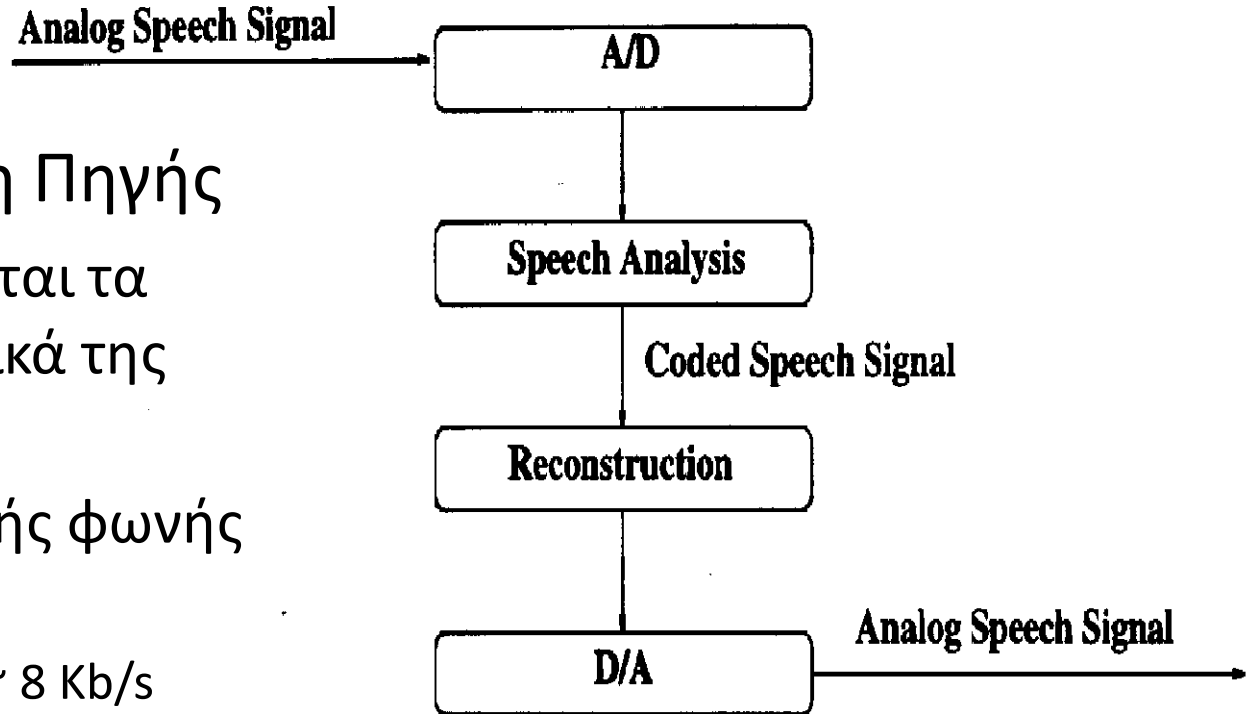 Analog Speech Signal
A/D
Πηγής
Speech Analysis
ται τα
κά της
Coded Speech Signal
Reconstruction
ής φωνής
Analog Speech Signal
D/A
8 Kb/s